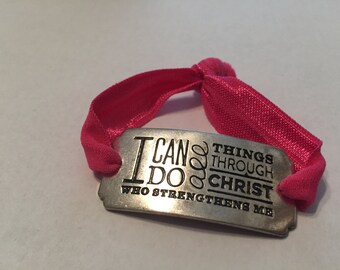 I CAN DO all THINGS THROUGH CHRIST
WHO STRENGTHENS ME